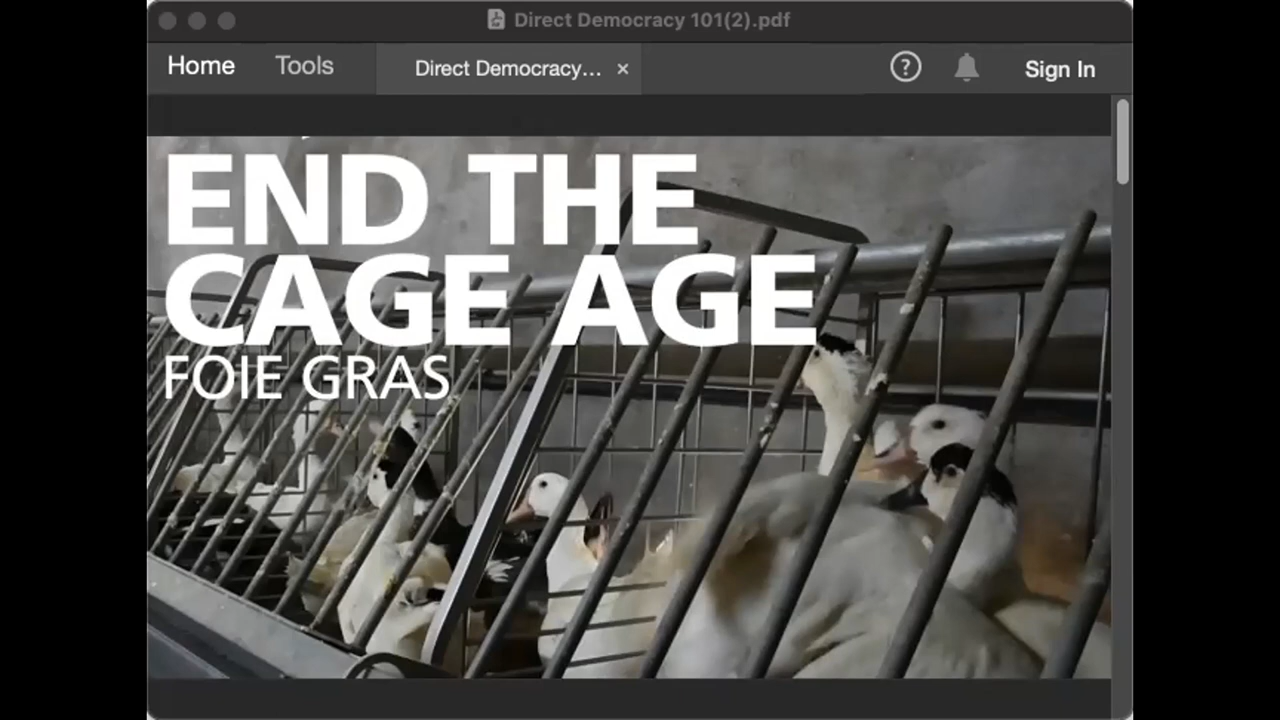 Direct Democracy 101(2).pdf
Home Tools Direct Democracy... × ? Sign In
END THE
CAGE AGE
FOIE GRAS